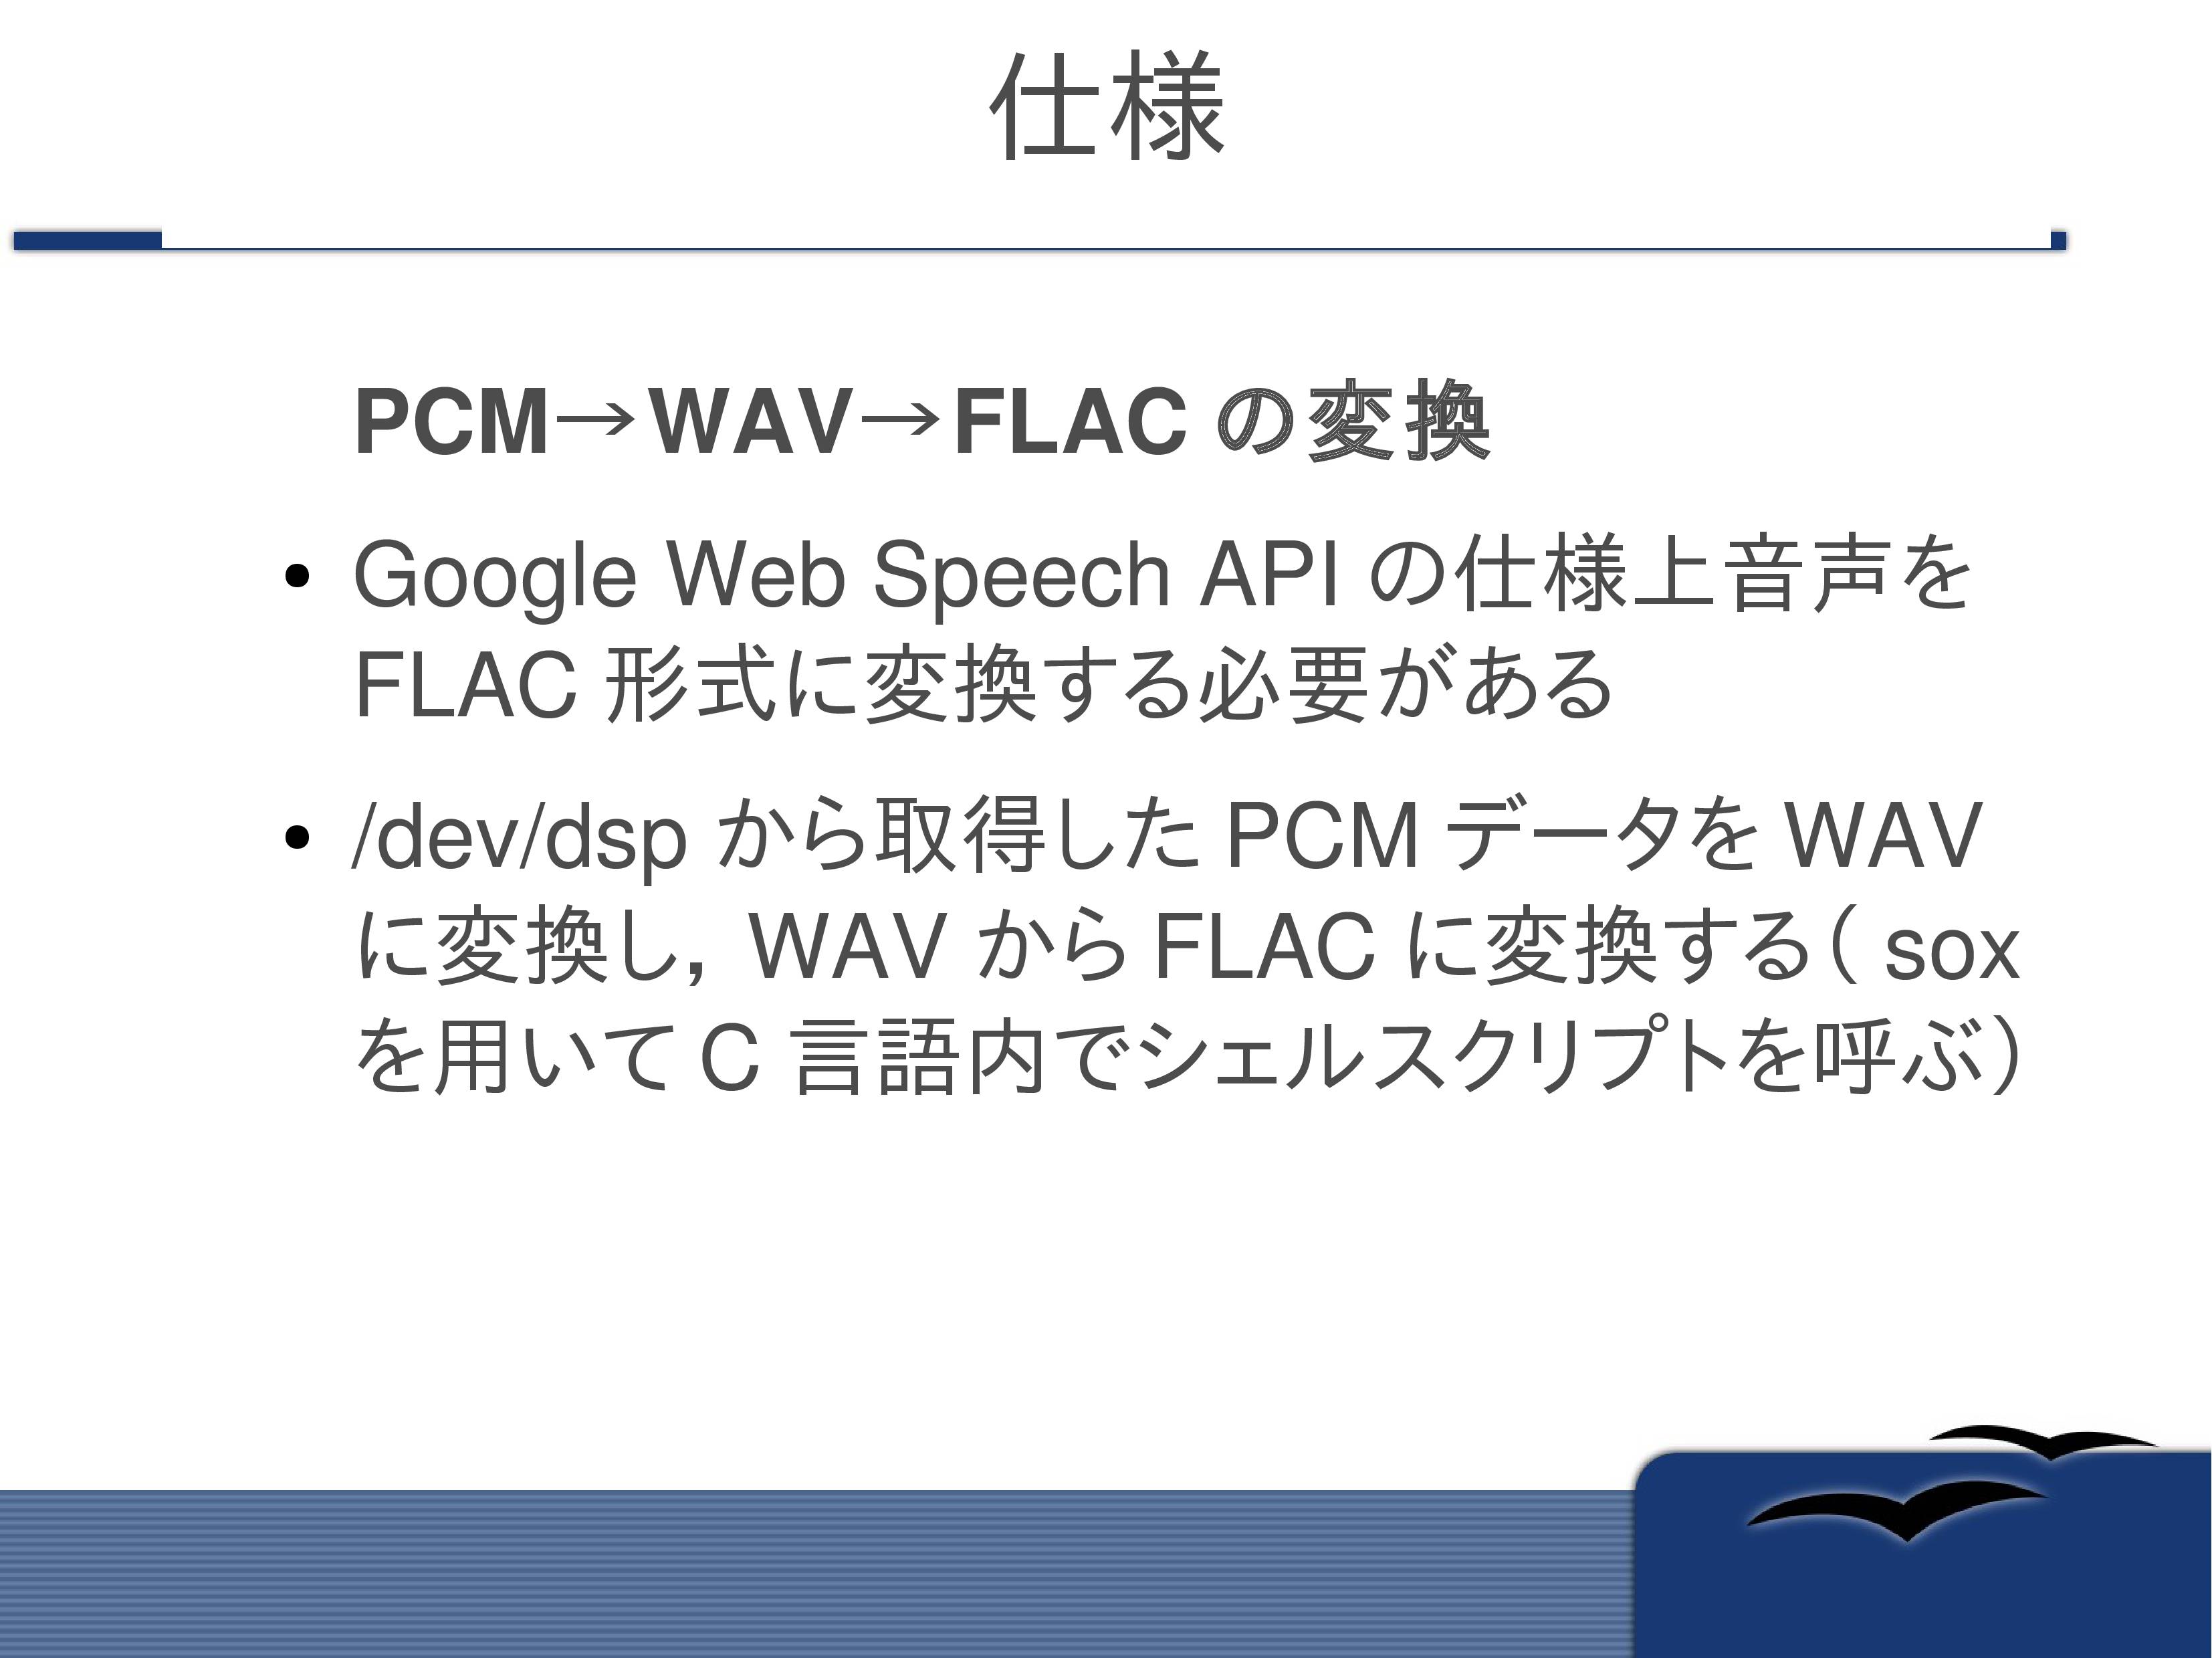 仕様
PCM→WAV→FLAC の変換
• Google Web Speech API の仕様上音声を
FLAC 形式に変換する必要がある
• /dev/dsp から取得した PCM データを WAV
に変換し, WAV から FLAC に変換する( sox
を用いて C 言語内でシェルスクリプトを呼ぶ)